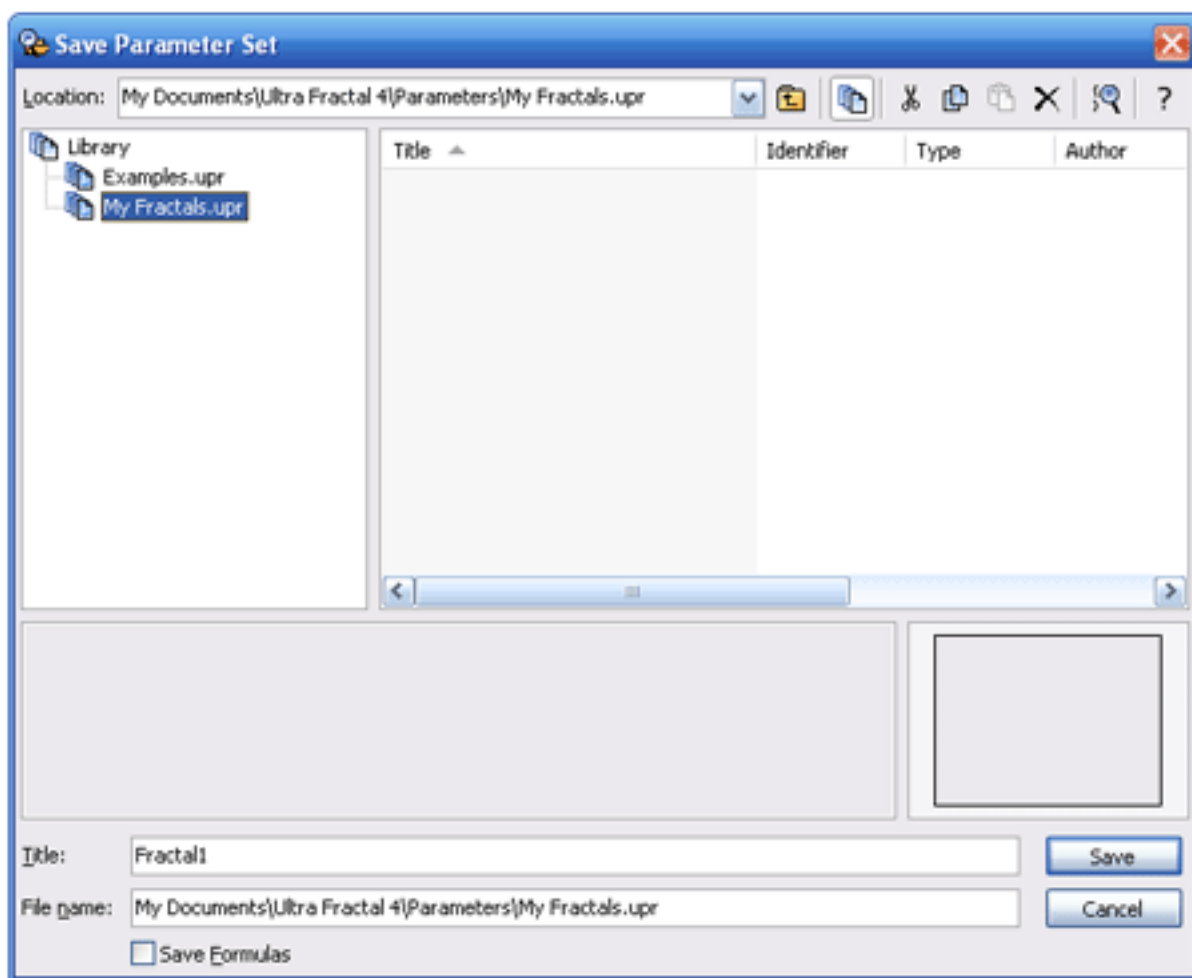 Save Parameter Set
Location: My Documents\Ultra Fractal 4\Parameters\My Fractals.upr
?
Library
Examples.upr
My Fractals.upr
Title Identifier Type Author
Title: Fractal1 Save
File name: My Documents\Ultra Fractal 4\Parameters\My Fractals.upr Cancel
Save Formulas